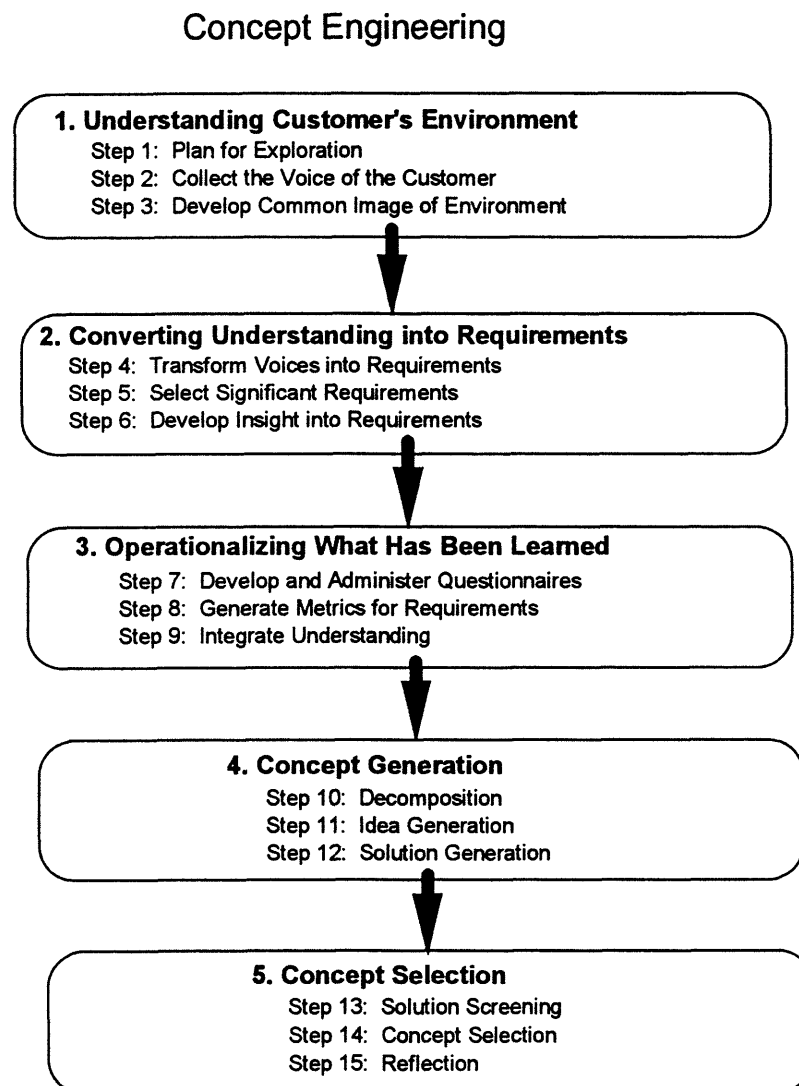 Concept Engineering
1. Understanding Customer's Environment
Step 1: Plan for Exploration
Step 2: Collect the Voice of the Customer
Step 3: Develop Common Image of Environment
2. Converting Understanding into Requirements
Step 4: Transform Voices into Requirements
Step 5: Select Significant Requirements
Step 6: Develop Insight into Requirements
3. Operationalizing What Has Been Learned
Step 7: Develop and Administer Questionnaires
Step 8: Generate Metrics for Requirements
Step 9: Integrate Understanding
4. Concept Generation
Step 10: Decomposition
Step 11: Idea Generation
Step 12: Solution Generation
5. Concept Selection
Step 13: Solution Screening
Step 14: Concept Selection
Step 15: Reflection